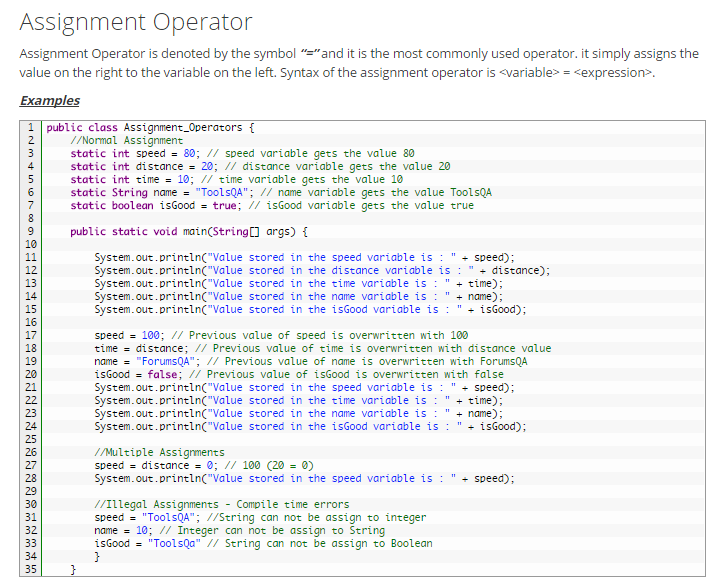 Assignment Operator
Assignment Operator is denoted by the symbol "=" and it is the most commonly used operator. it simply assigns the
value on the right to the variable on the left. Syntax of the assignment operator is <variable> = <expression>.
Examples
1 public class Assignment_Operators {
2 //Normal Assignment
3 static int speed = 80; // speed variable gets the value 80
4 static int distance = 20; // distance variable gets the value 20
5 static int time = 10; // time variable gets the value 10
6 static String name = "ToolsQA"; // name variable gets the value ToolsQA
7 static boolean isGood = true; // isGood variable gets the value true
8
9 public static void main(String[] args) {
10
11 System.out.println("Value stored in the speed variable is : " + speed);
12 System.out.println("Value stored in the distance variable is : " + distance);
13 System.out.println("Value stored in the time variable is : " + time);
14 System.out.println("Value stored in the name variable is : " + name);
15 System.out.println("Value stored in the isGood variable is : " + isGood);
16
17 speed = 100; // Previous value of speed is overwritten with 100
18 time = distance; // Previous value of time is overwritten with distance value
19 name = "ForumsQA"; // Previous value of name is overwritten with ForumsQA
20 isGood = false; // Previous value of isGood is overwritten with false
21 System.out.println("Value stored in the speed variable is : " + speed);
22 System.out.println("Value stored in the time variable is : " + time);
23 System.out.println("Value stored in the name variable is : " + name);
24 System.out.println("Value stored in the isGood variable is : " + isGood);
25
26 //Multiple Assignments
27 speed = distance = 0; // 100 (20 = 0)
28 System.out.println("Value stored in the speed variable is : " + speed);
29
30 //Illegal Assignments - Compile time errors
31 speed = "ToolsQA"; //String can not be assign to integer
32 name = 10; // Integer can not be assign to String
33 isGood = "ToolsQa" // String can not be assign to Boolean
34 }
35 }